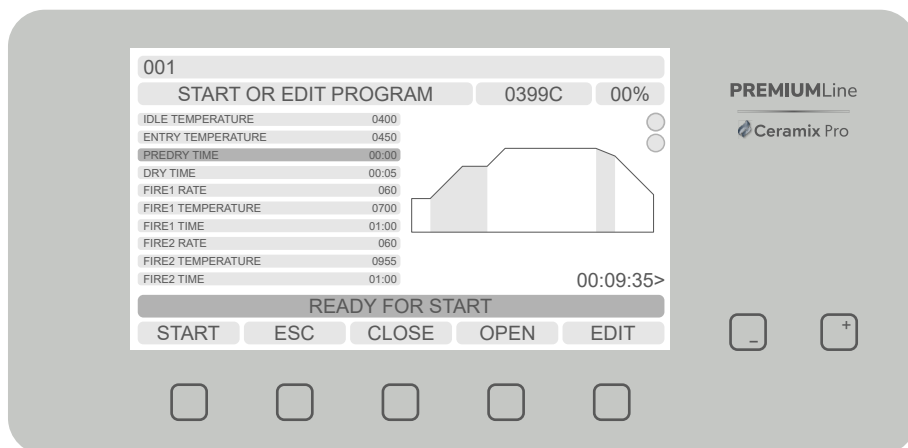 001
START OR EDIT PROGRAM 0399C 00%
IDLE TEMPERATURE 0400
ENTRY TEMPERATURE 0450
PREDRY TIME 00:00
DRY TIME 00:05
FIRE1 RATE 060
FIRE1 TEMPERATURE 0700
FIRE1 TIME 01:00
FIRE2 RATE 060
FIRE2 TEMPERATURE 0955
FIRE2 TIME 01:00
00:09:35>
READY FOR START
START ESC CLOSE OPEN EDIT
PREMIUMLine
Ceramix Pro
- +